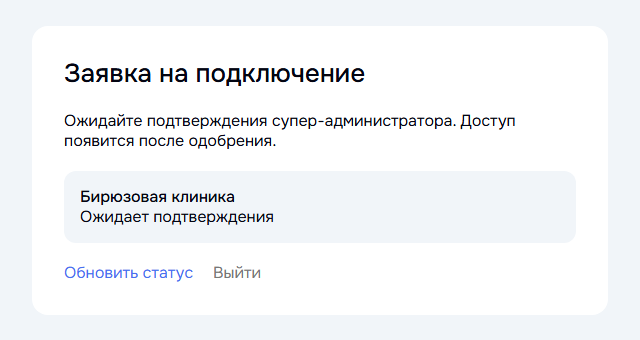 Заявка на подключение
Ожидайте подтверждения супер-администратора. Доступ
появится после одобрения.
Бирюзовая клиника
Ожидает подтверждения
Обновить статус Выйти